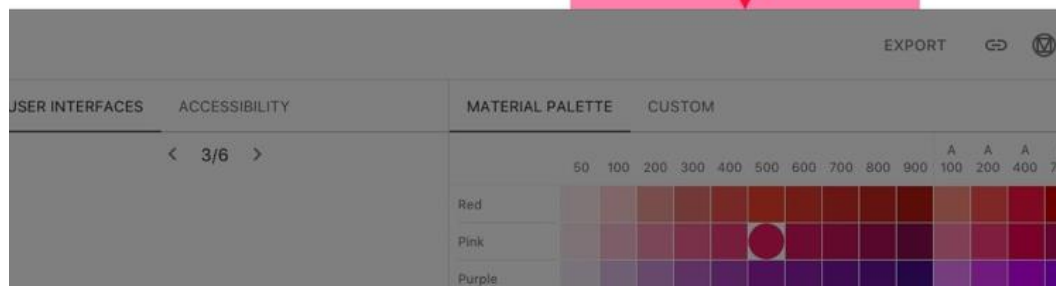 EXPORT
USER INTERFACES ACCESSIBILITY
MATERIAL PALETTE CUSTOM
3/6
50 100 200 300 400 500 600 700 800 900 A 100 A 200 A 400
Red
Pink
Purple